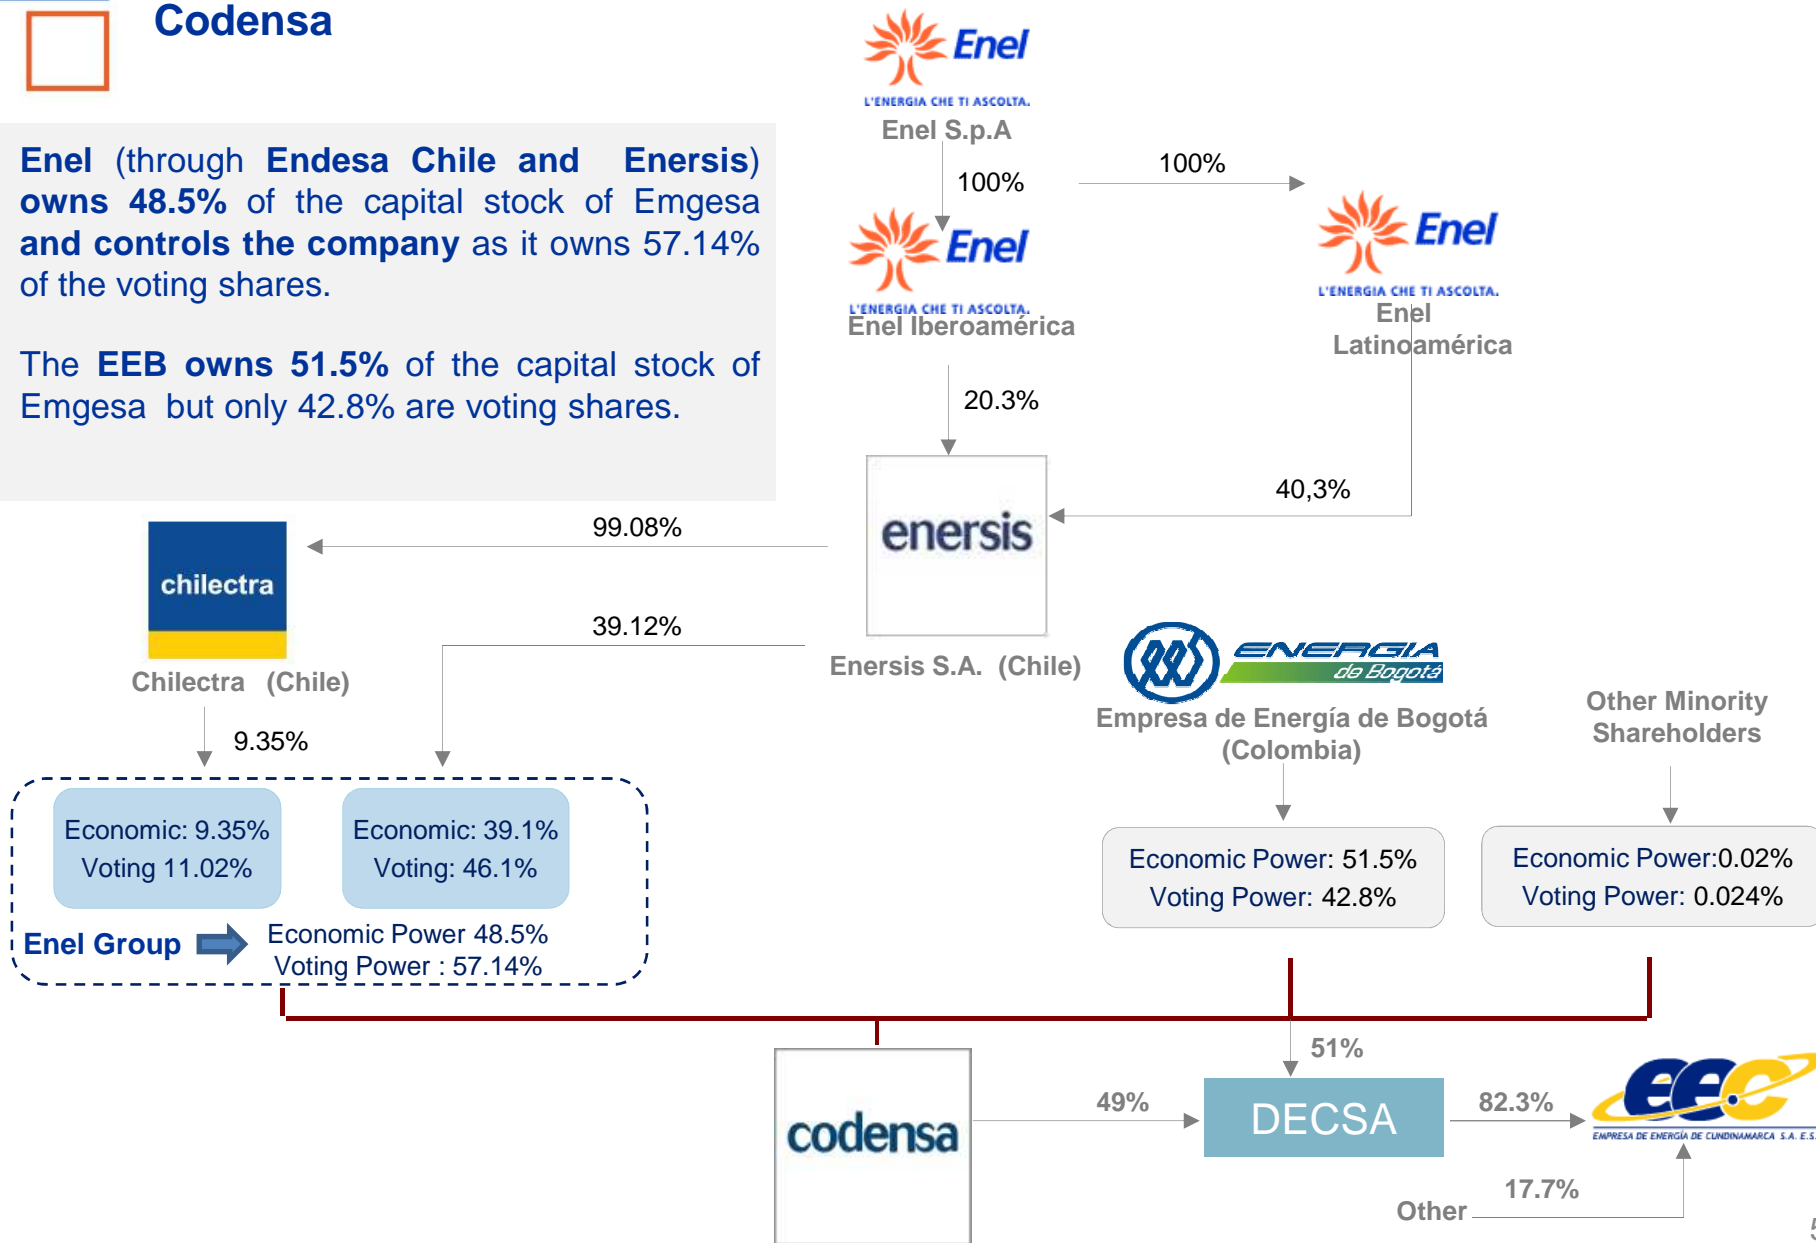 Codensa
Enel
L'ENERGIA CHE TI ASCOLTA.
Enel S.p.A
Enel (through Endesa Chile and Enersis)
owns 48.5% of the capital stock of Emgesa
and controls the company as it owns 57.14%
of the voting shares.
The EEB owns 51.5% of the capital stock of
Emgesa but only 42.8% are voting shares.
100%
100%
Enel
L'ENERGIA CHE TI ASCOLTA.
Enel Iberoamérica
Enel
L'ENERGIA CHE TI ASCOLTA.
Enel
Latinoamérica
20.3%
40,3%
enersis
Enersis S.A. (Chile)
99.08%
39.12%
chilectra
Chilectra (Chile)
9.35%
ENERGIA
de Bogotá
Empresa de Energía de Bogotá
(Colombia)
Other Minority
Shareholders
Economic: 9.35%
Voting 11.02%
Economic: 39.1%
Voting: 46.1%
Enel Group
Economic Power 48.5%
Voting Power : 57.14%
Economic Power: 51.5%
Voting Power: 42.8%
Economic Power:0.02%
Voting Power: 0.024%
51%
codensa
49%
DECSA
82.3%
eec
EMPRESA DE ENERGÍA DE CUNDINAMARCA S.A. E.S.
17.7%
Other